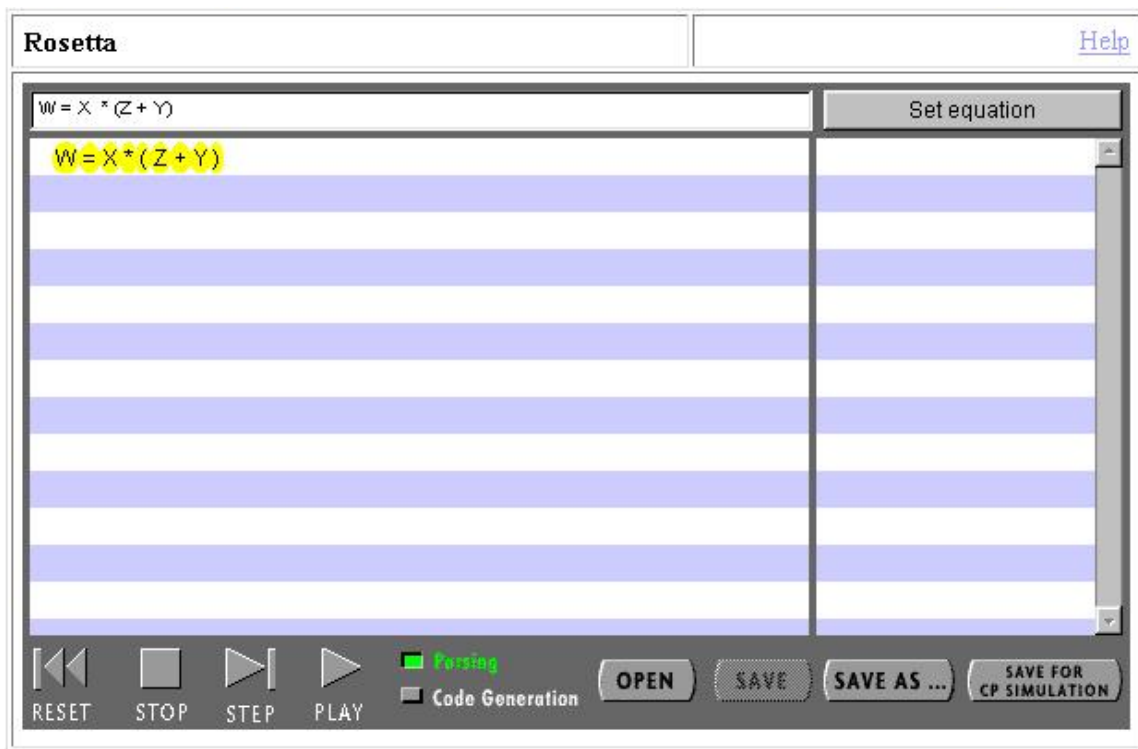 Rosetta
Help
W = X * (Z + Y)
Set equation
W = X * ( Z + Y )
Parsing
Code Generation
RESET
STOP
STEP
PLAY
OPEN
SAVE
SAVE AS ...
SAVE FOR
CP SIMULATION